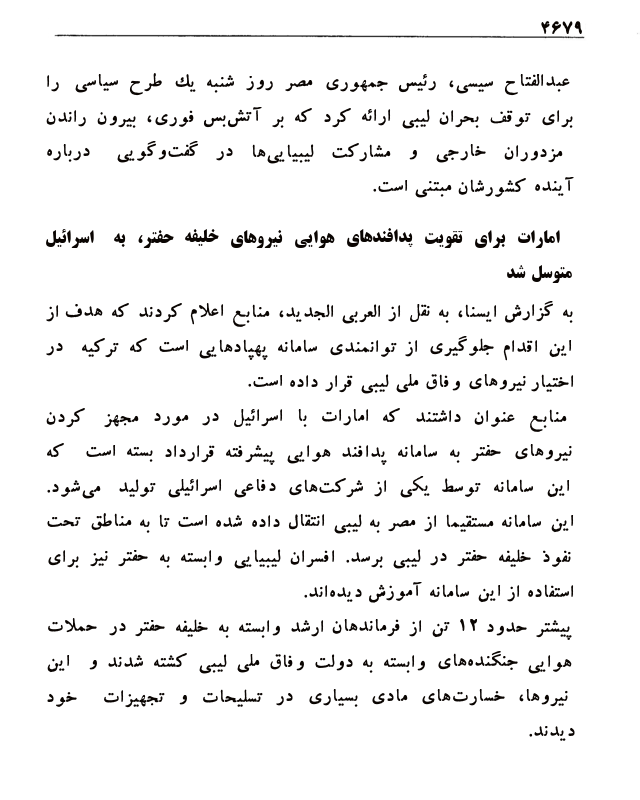 ۴۶۷۹
عبدالفتاح سیسی، رئیس جمهوری مصر روز شنبه یك طرح سیاسی را
برای توقف بحران لیبی ارائه کرد که بر آتش‌بس فوری، بیرون راندن
مزدوران خارجی و مشارکت لیبیایی‌ها در گفت‌وگویی درباره
آینده کشورشان مبتنی است.
امارات برای تقویت پدافندهای هوایی نیروهای خلیفه حفتر، به اسرائیل
متوسل شد
به گزارش ایسنا، به نقل از العربی الجدید، منابع اعلام کردند که هدف از
این اقدام جلوگیری از توانمندی سامانه پهپادهایی است که ترکیه در
اختیار نیروهای وفاق ملی لیبی قرار داده است.
منابع عنوان داشتند که امارات با اسرائیل در مورد مجهز کردن
نیروهای حفتر به سامانه پدافند هوایی پیشرفته قرارداد بسته است که
این سامانه توسط یکی از شرکت‌های دفاعی اسرائیلی تولید می‌شود.
این سامانه مستقیما از مصر به لیبی انتقال داده شده است تا به مناطق تحت
نفوذ خلیفه حفتر در لیبی برسد. افسران لیبیایی وابسته به حفتر نیز برای
استفاده از این سامانه آموزش دیده‌اند.
پیشتر حدود ۱۲ تن از فرماندهان ارشد وابسته به خلیفه حفتر در حملات
هوایی جنگنده‌های وابسته به دولت وفاق ملی لیبی کشته شدند و این
نیروها، خسارت‌های مادی بسیاری در تسلیحات و تجهیزات خود
دیدند.